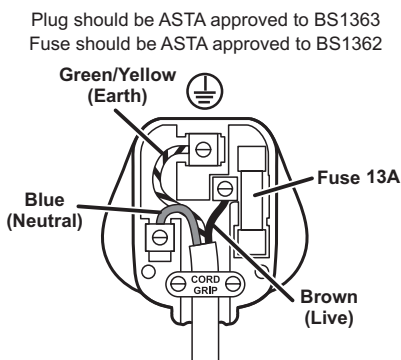 Plug should be ASTA approved to BS1363
Fuse should be ASTA approved to BS1362
Green/Yellow
(Earth)
Fuse 13A
Blue
(Neutral)
CORD
GRIP
Brown
(Live)